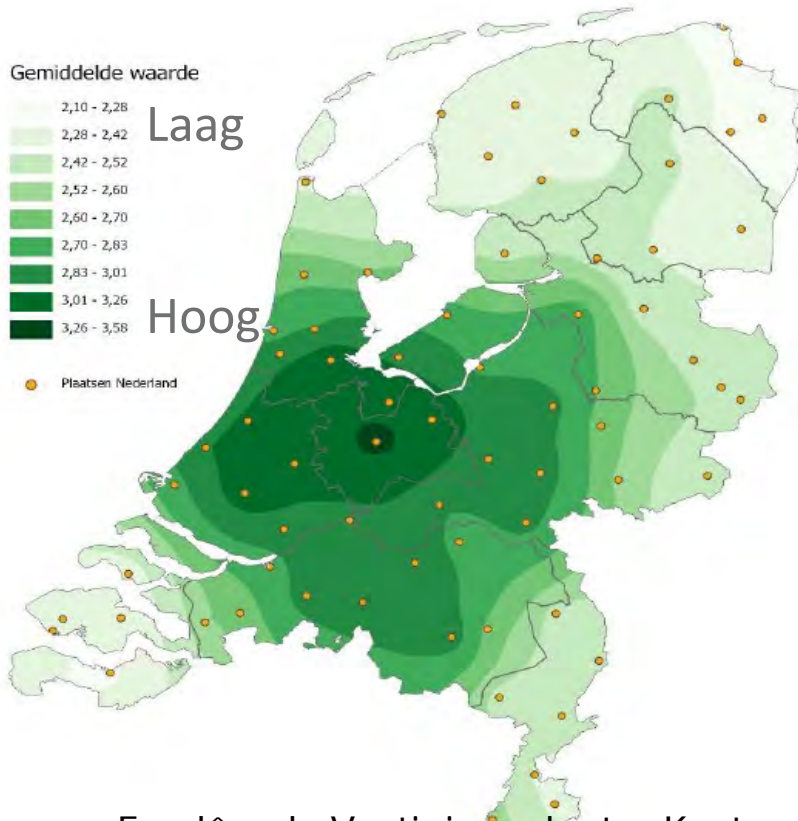 Gemiddelde waarde
2,10 - 2,28
Laag
2,28 - 2,42
2,42 - 2,52
2,52 - 2,60
2,60 - 2,70
2,70 - 2,83
2,83 - 3,01
3,01 - 3,26
Hoog
3,26 - 3,58
Plaatsen Nederland